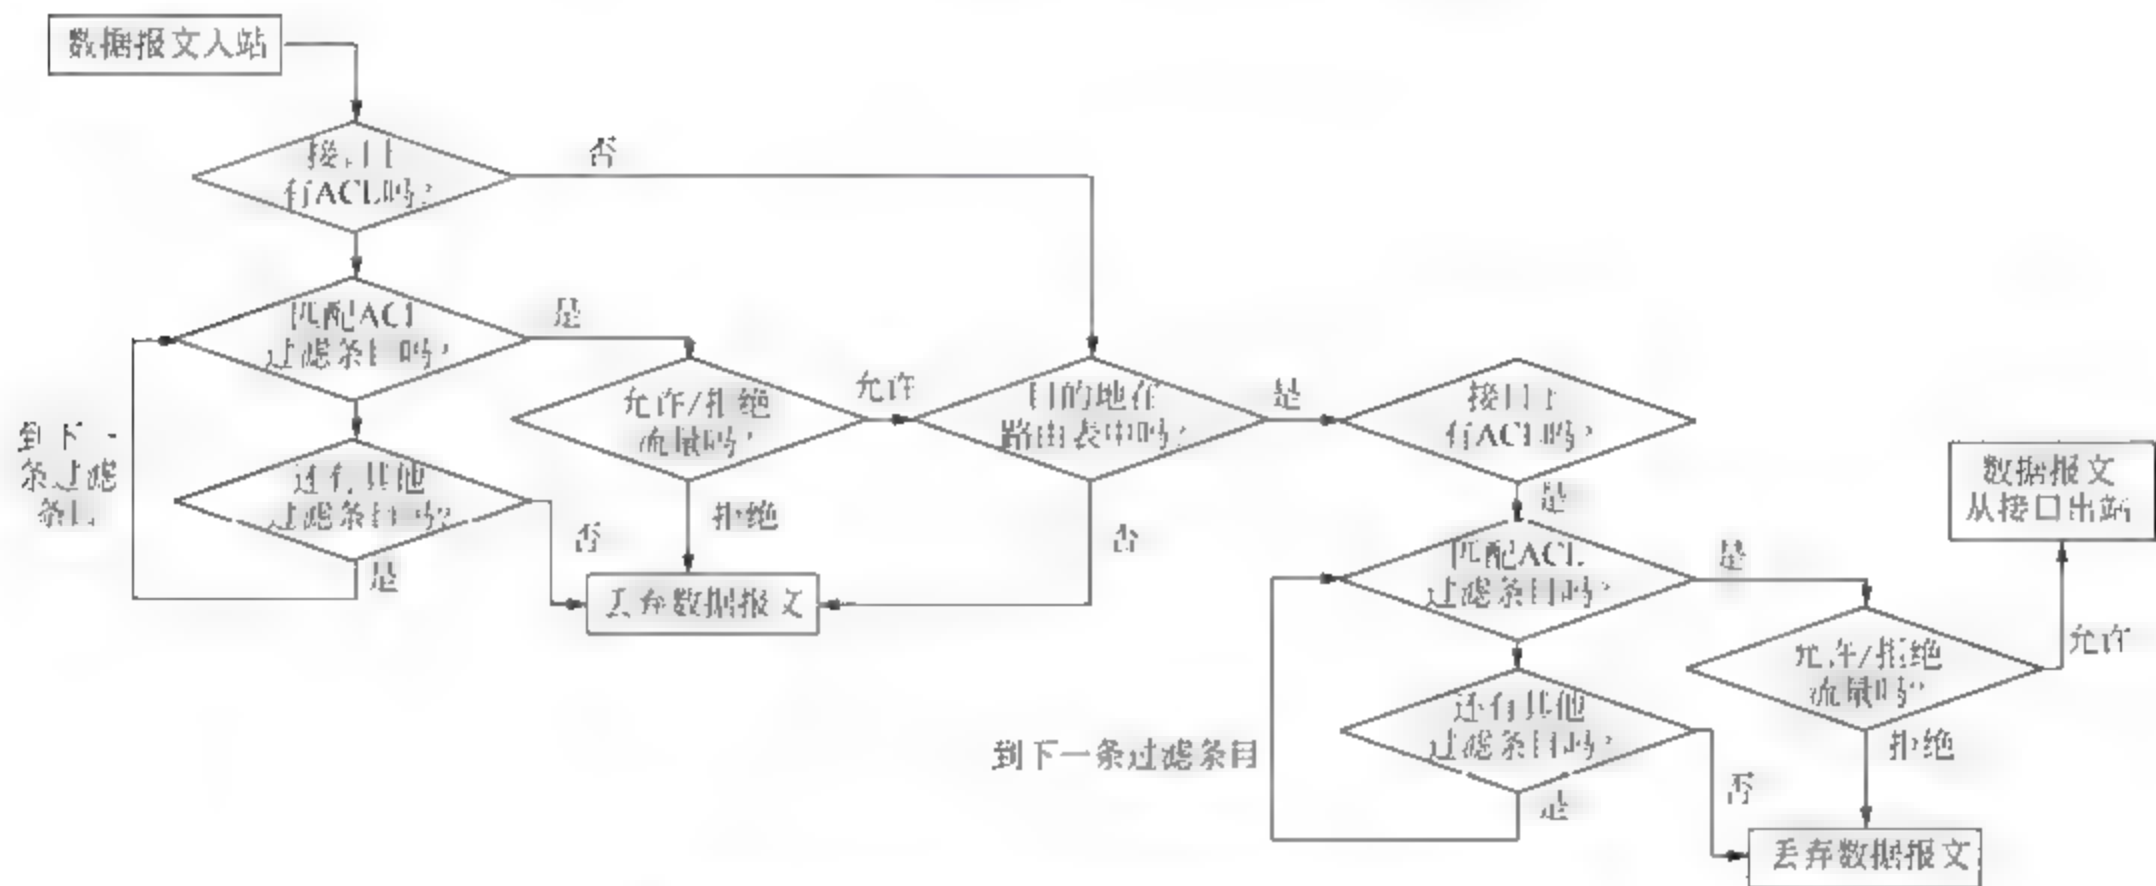 数据报文入站
接口上
有ACL吗?
否
匹配ACL
过滤条目吗?
是
到下一
条过滤
条目
还有其他
过滤条目吗?
是
否
允许/拒绝
流量吗?
允许
拒绝
丢弃数据报文
目的地在
路由表中吗?
是
否
接口上
有ACL吗?
是
匹配ACL
过滤条目吗?
是
到下一条过滤条目
还有其他
过滤条目吗?
是
否
允许/拒绝
流量吗?
允许
拒绝
数据报文
从接口出站
丢弃数据报文